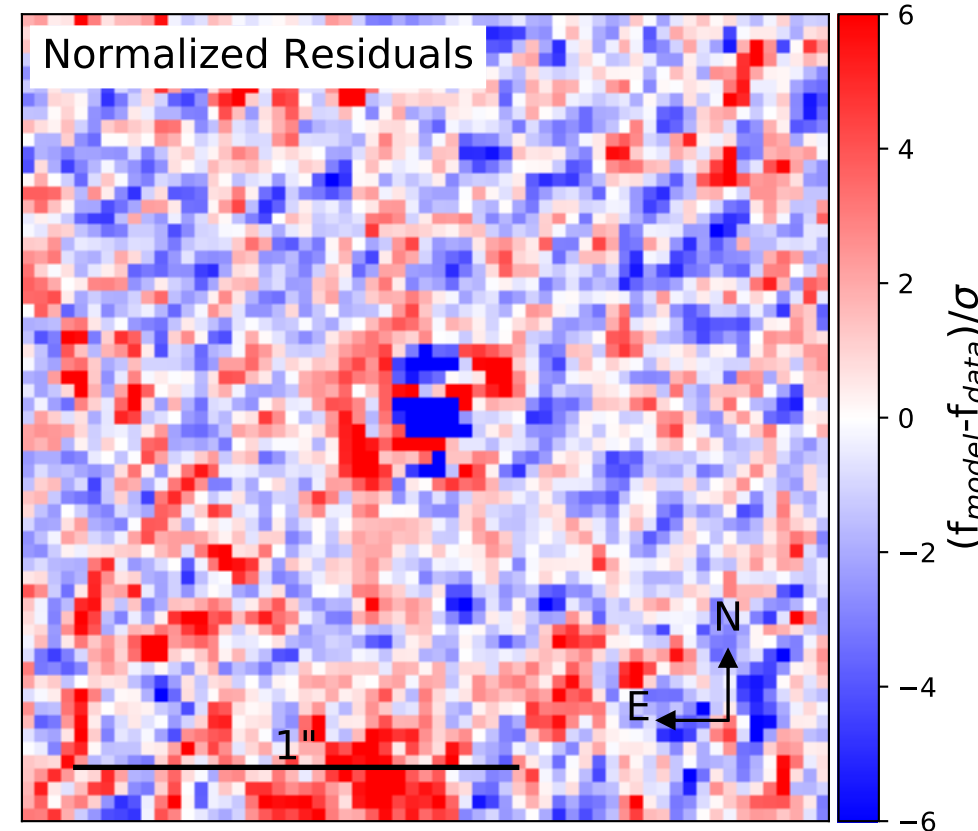 Normalized Residuals
6
4
2
0
−2
−4
−6
(f_model-f_data)/σ
N
E
1"